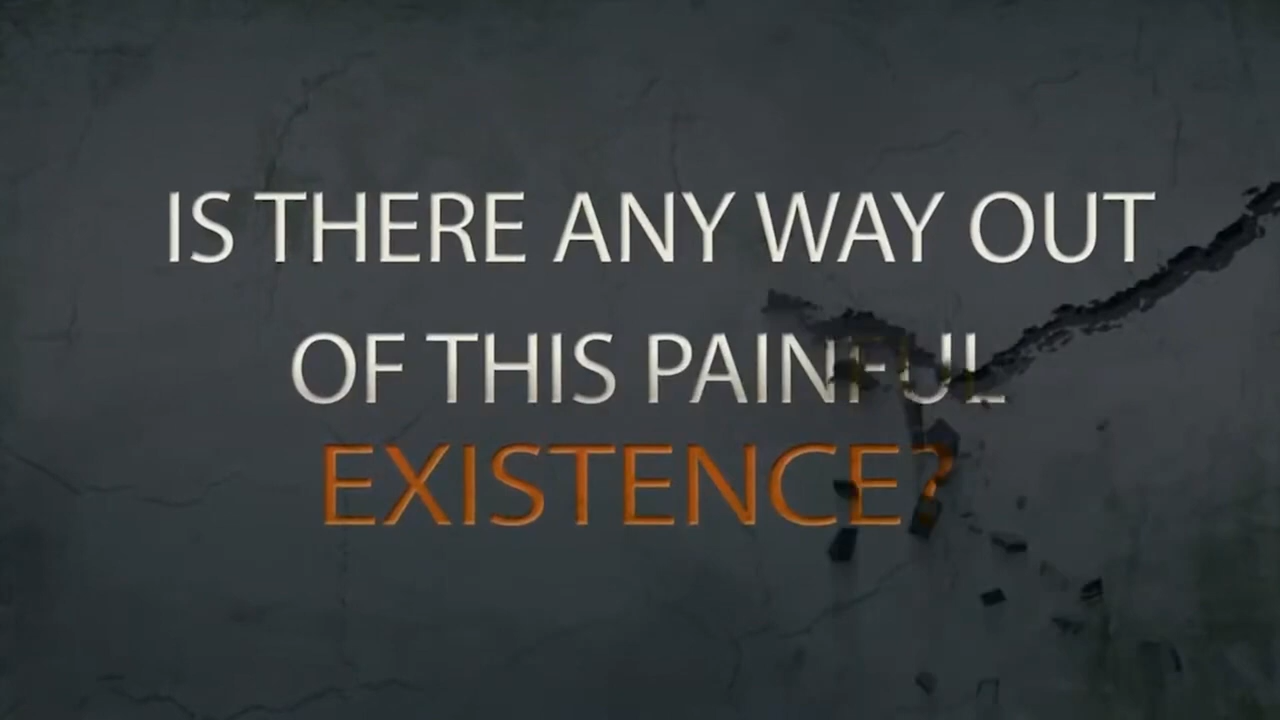 IS THERE ANY WAY OUT
OF THIS PAINFUL
EXISTENCE?